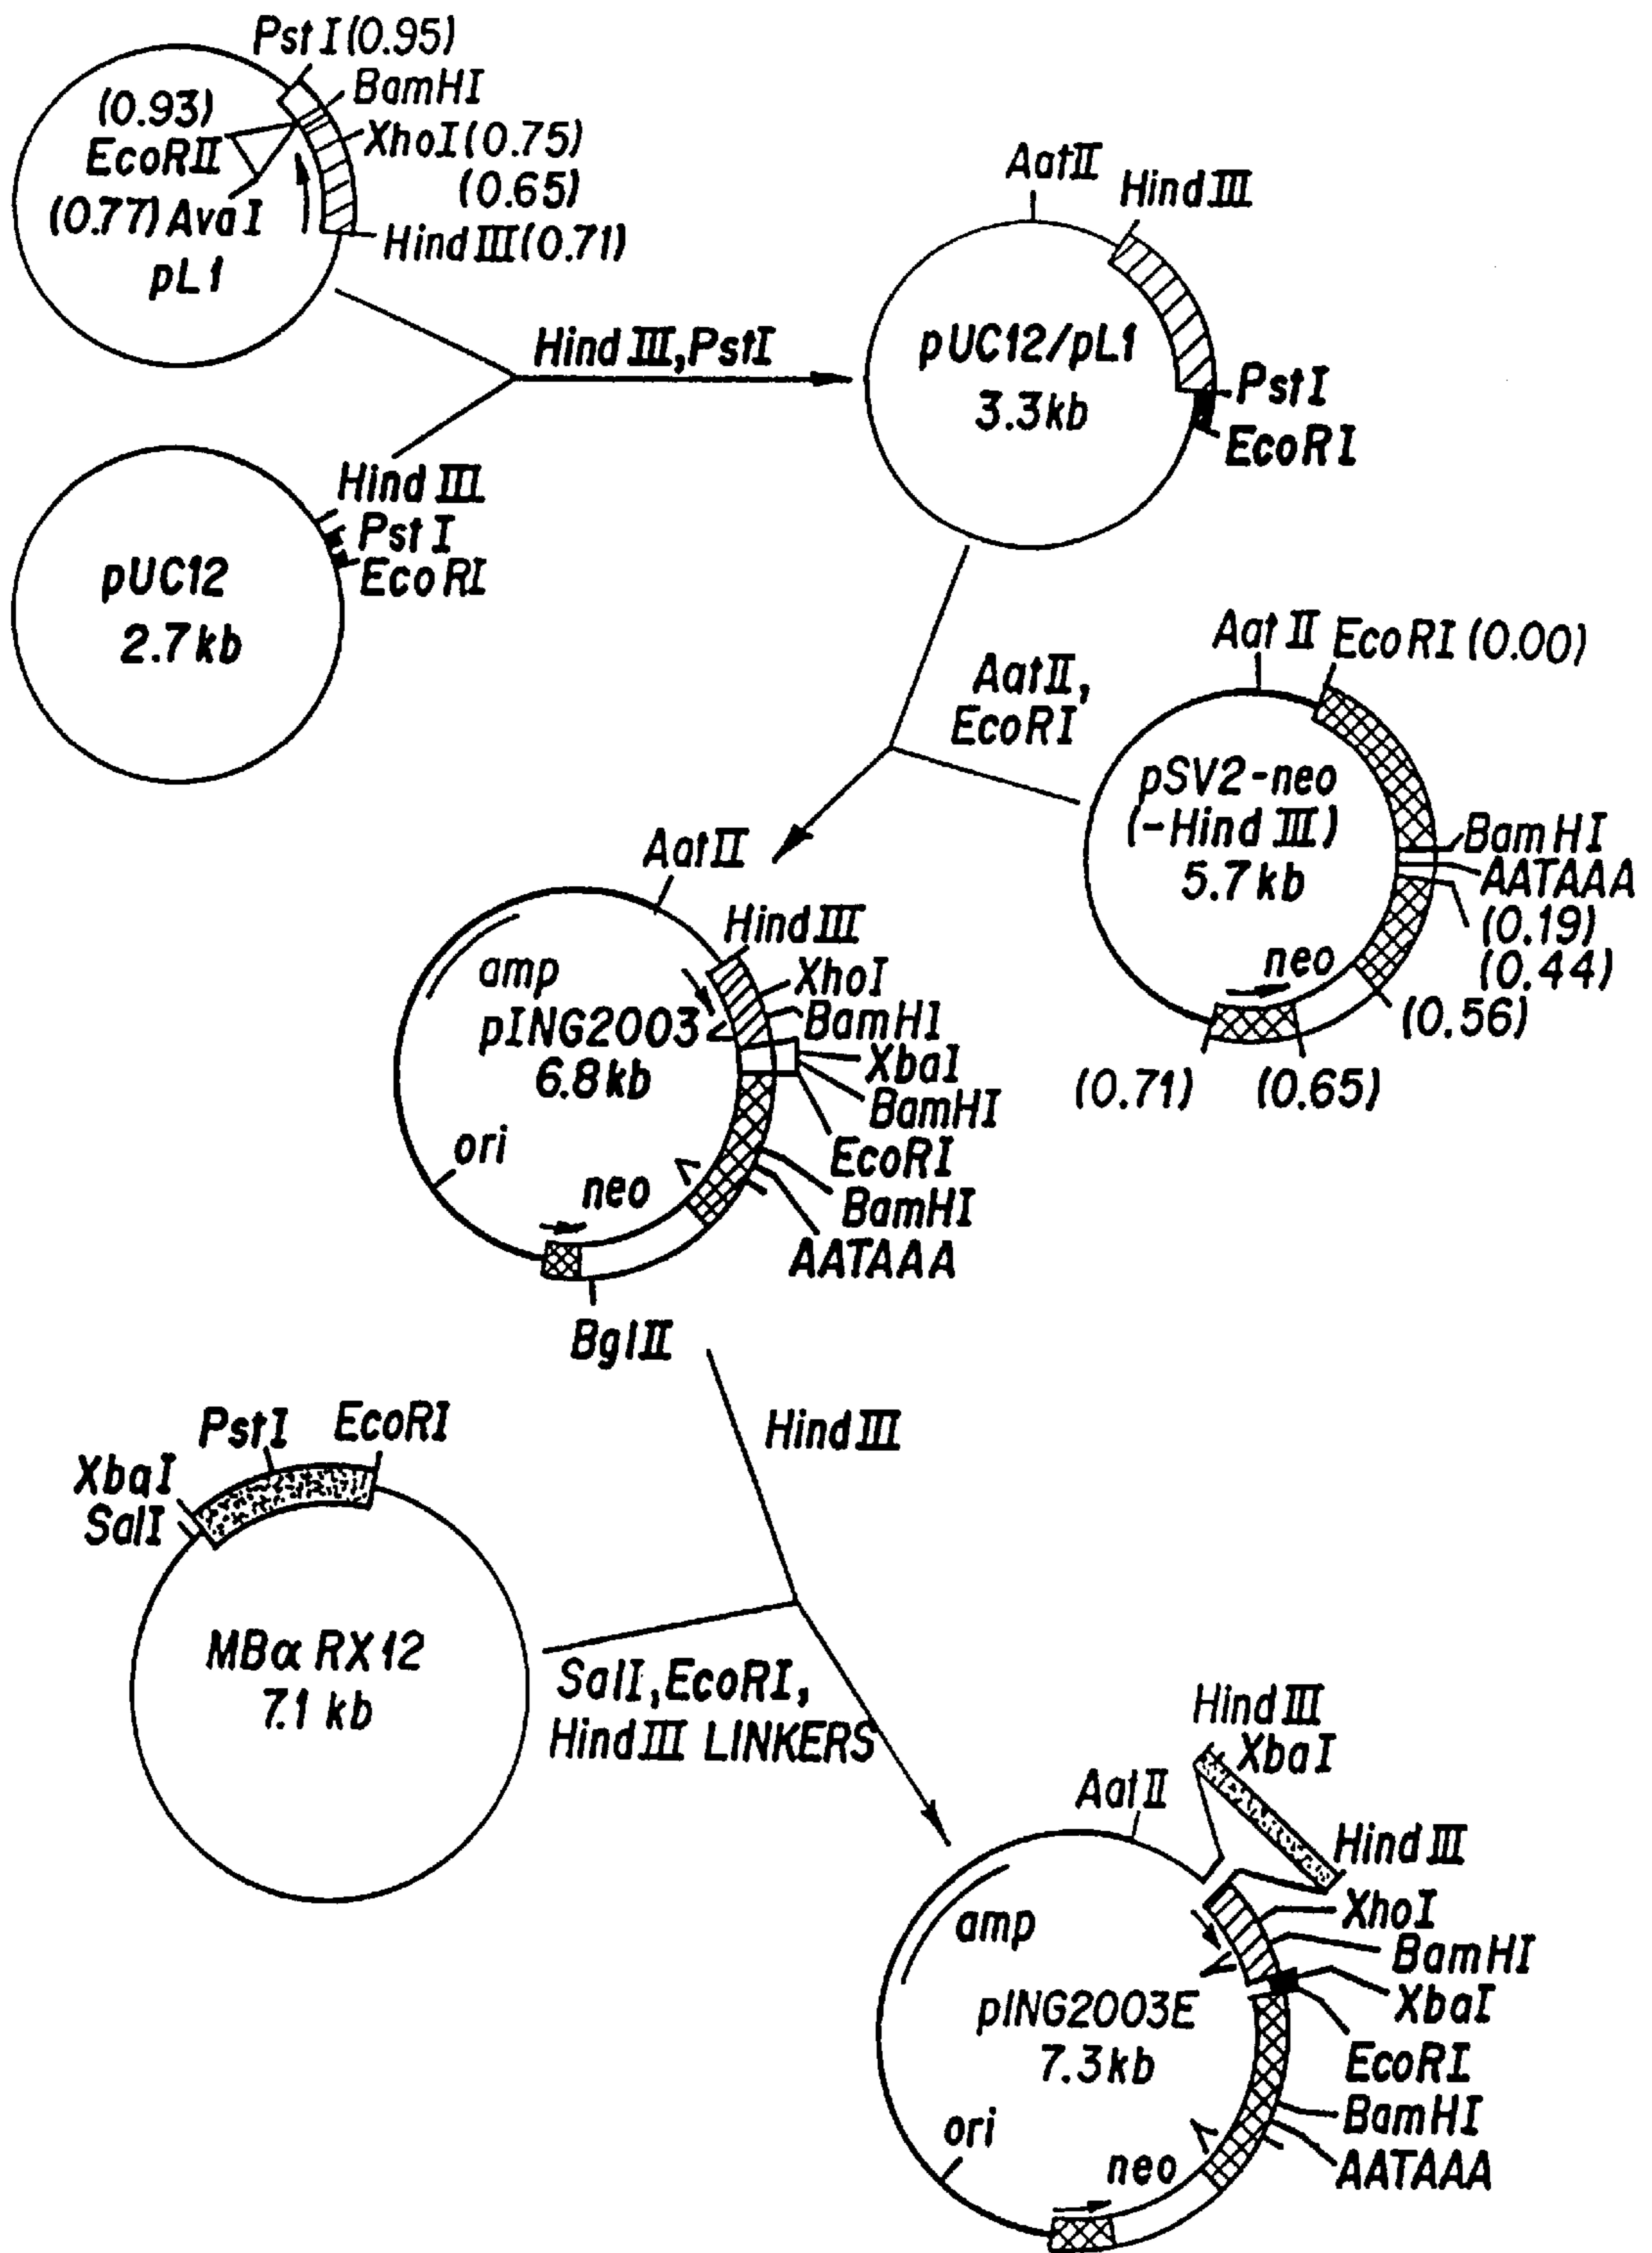 PstI(0.95)
BamHI
(0.93)
EcoRII
XhoI(0.75)
(0.65)
(0.77)AvaI
HindIII(0.71)
pL1
HindIII,PstI
AatII
HindIII
pUC12/pL1
3.3kb
PstI
EcoRI
HindIII
PstI
EcoRI
pUC12
2.7kb
AatII,
EcoRI
AatII
EcoRI(0.00)
pSV2-neo
(-HindIII)
5.7kb
BamHI
AATAAA
(0.19)
(0.44)
neo
(0.56)
(0.71)
(0.65)
AatII
HindIII
amp
XhoI
pING2003
BamHI
6.8kb
XbaI
BamHI
ori
EcoRI
neo
BamHI
AATAAA
BglII
HindIII
PstI
EcoRI
XbaI
SalI
MBα RX12
7.1 kb
SalI,EcoRI,
HindIII LINKERS
HindIII
XbaI
AatII
HindIII
XhoI
amp
BamHI
XbaI
pING2003E
7.3kb
EcoRI
BamHI
ori
neo
AATAAA